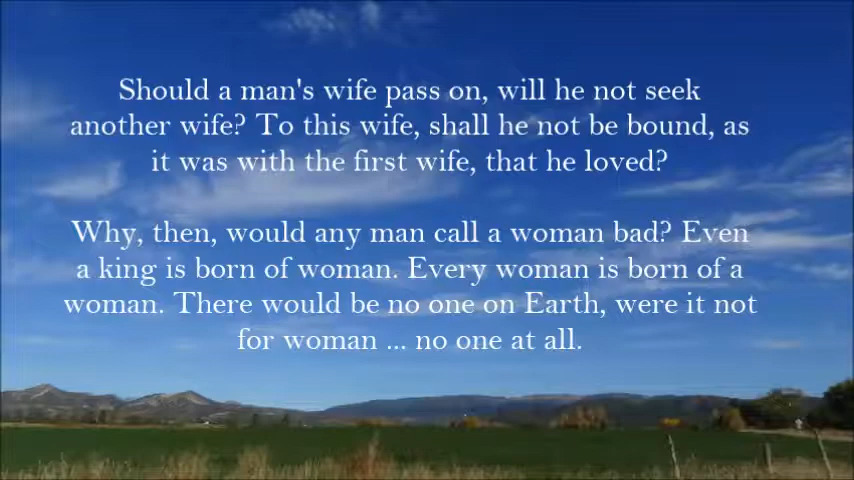 Should a man's wife pass on, will he not seek
another wife? To this wife, shall he not be bound, as
it was with the first wife, that he loved?
Why, then, would any man call a woman bad? Even
a king is born of woman. Every woman is born of a
woman. There would be no one on Earth, were it not
for woman ... no one at all.